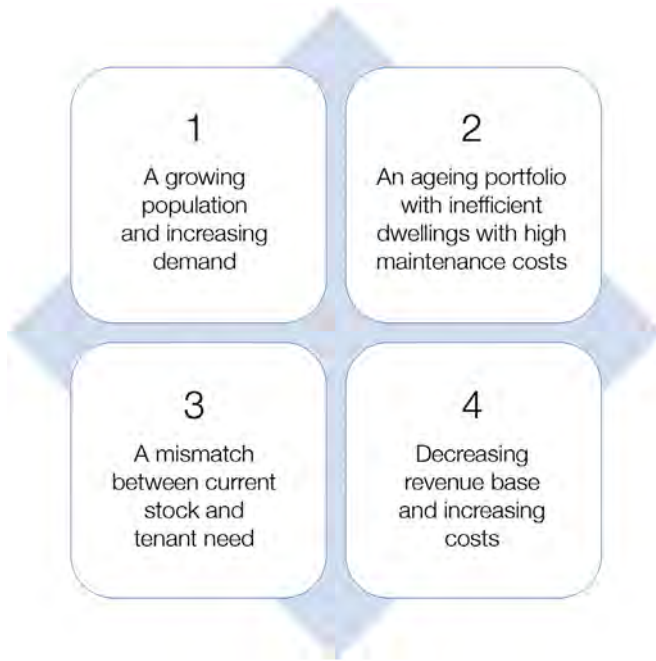 1
A growing
population
and increasing
demand
2
An ageing portfolio
with inefficient
dwellings with high
maintenance costs
3
A mismatch
between current
stock and
tenant need
4
Decreasing
revenue base
and increasing
costs